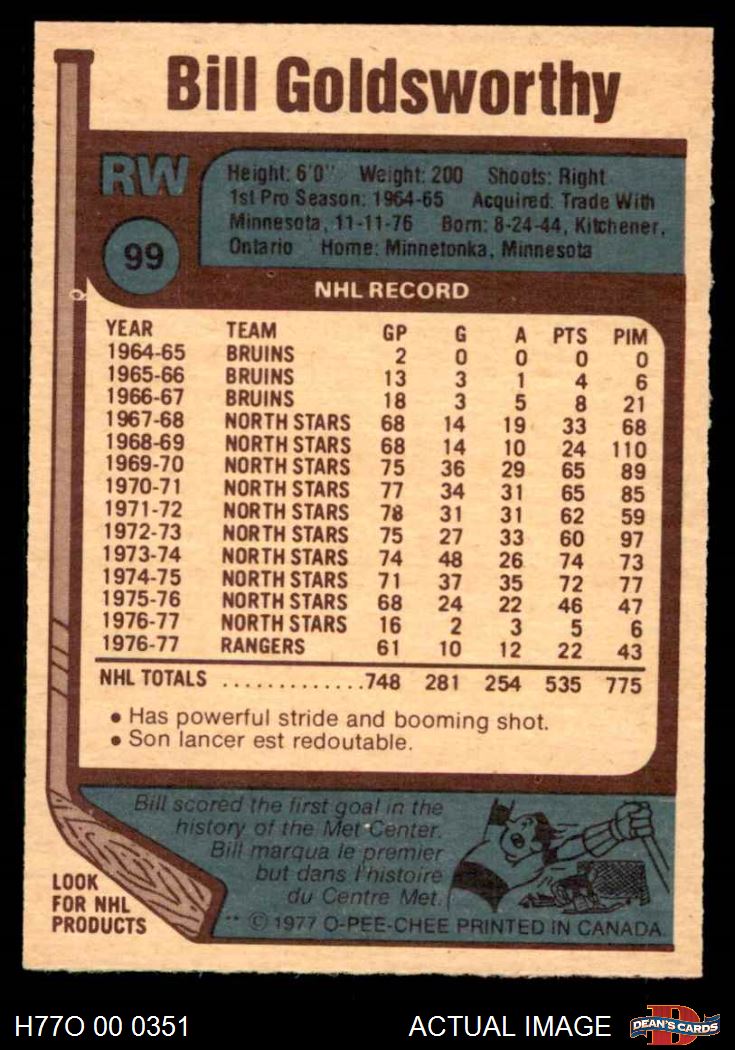 Bill Goldsworthy
RW
99
Height: 6'0" Weight: 200 Shoots: Right
1st Pro Season: 1964-65 Acquired: Trade With
Minnesota, 11-11-76 Born: 8-24-44, Kitchener,
Ontario Home: Minnetonka, Minnesota
NHL RECORD
YEAR TEAM GP G A PTS PIM
1964-65 BRUINS 2 0 0 0 0
1965-66 BRUINS 13 3 1 4 6
1966-67 BRUINS 18 3 5 8 21
1967-68 NORTH STARS 68 14 19 33 68
1968-69 NORTH STARS 68 14 10 24 110
1969-70 NORTH STARS 75 36 29 65 89
1970-71 NORTH STARS 77 34 31 65 85
1971-72 NORTH STARS 78 31 31 62 59
1972-73 NORTH STARS 75 27 33 60 97
1973-74 NORTH STARS 74 48 26 74 73
1974-75 NORTH STARS 71 37 35 72 77
1975-76 NORTH STARS 68 24 22 46 47
1976-77 NORTH STARS 16 2 3 5 6
1976-77 RANGERS 61 10 12 22 43
NHL TOTALS .............748 281 254 535 775
• Has powerful stride and booming shot.
• Son lancer est redoutable.
Bill scored the first goal in the
history of the Met Center.
Bill marqua le premier
but dans l'histoire
du Centre Met.
LOOK
FOR NHL
PRODUCTS
** © 1977 O-PEE-CHEE PRINTED IN CANADA.
H77O 00 0351
ACTUAL IMAGE
D
DEAN'S CARDS